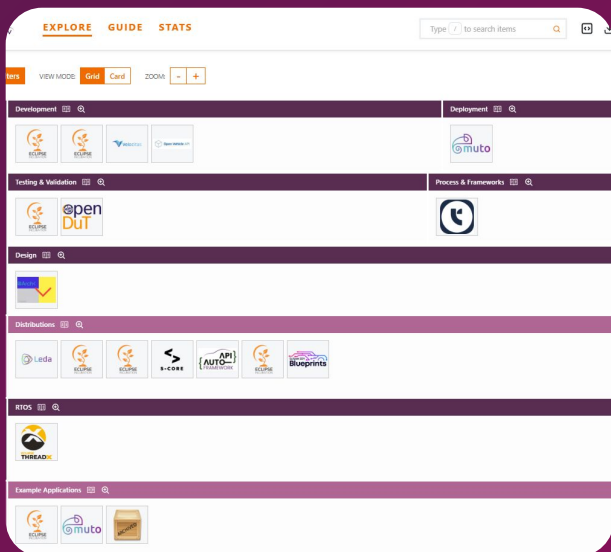 EXPLORE GUIDE STATS
Type / to search items
ters VIEW MODE: Grid Card ZOOM: - +
Development
Deployment
ECLIPSE
ECLIPSE
muto
Testing & Validation
Process & Frameworks
ECLIPSE
open
DuT
Design
Distributions
Leda
ECLIPSE
ECLIPSE
S-CORE
{AUTO API}
FRAMEWORK
ECLIPSE
Blueprints
RTOS
THREADX
Example Applications
ECLIPSE
muto
ARCHIVED